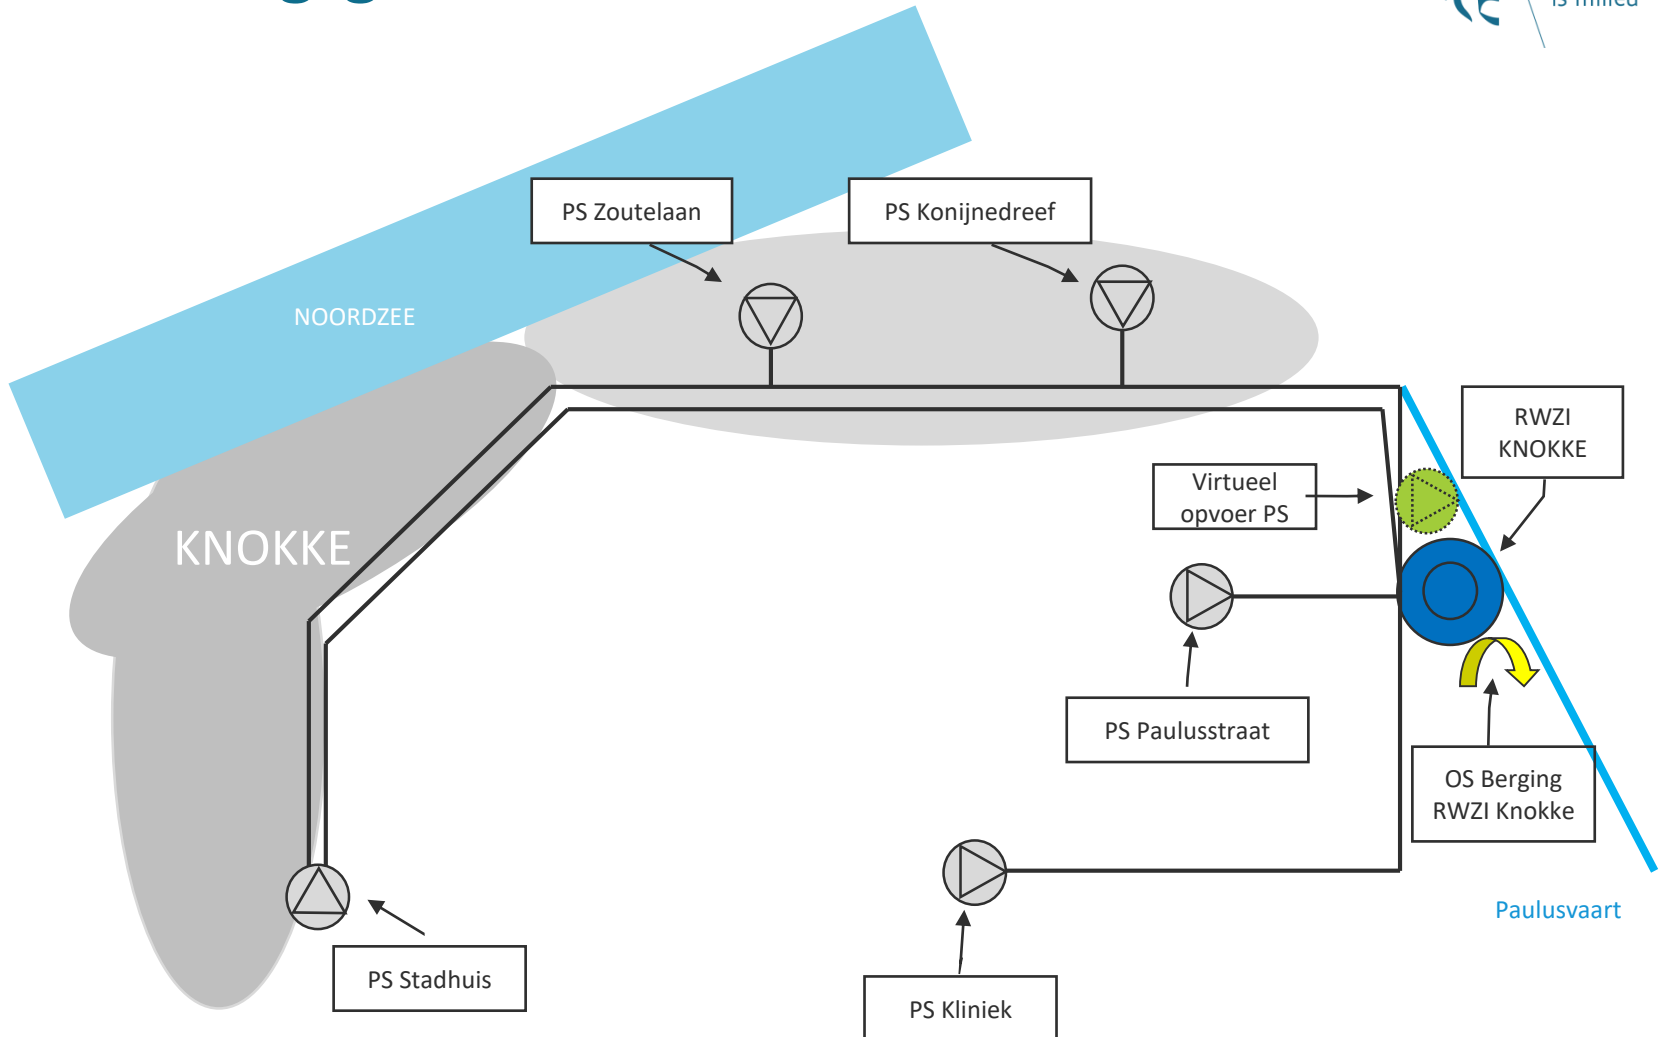 PS Zoutelaan
PS Konijnedreef
NOORDZEE
RWZI
KNOKKE
Virtueel
opvoer PS
KNOKKE
PS Paulusstraat
OS Berging
RWZI Knokke
Paulusvaart
PS Stadhuis
PS Kliniek